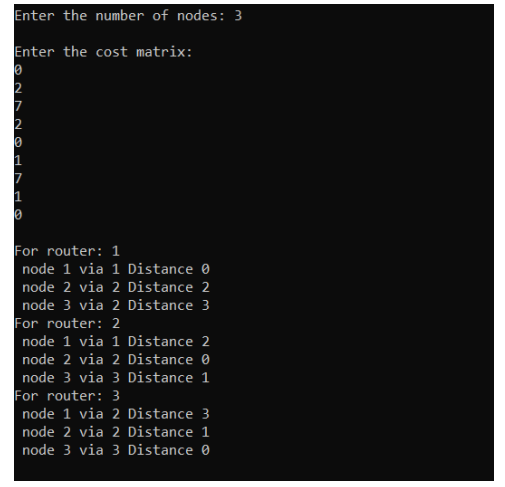 Enter the number of nodes: 3
Enter the cost matrix:
0
2
7
2
0
1
7
1
0
For router: 1
node 1 via 1 Distance 0
node 2 via 2 Distance 2
node 3 via 2 Distance 3
For router: 2
node 1 via 1 Distance 2
node 2 via 2 Distance 0
node 3 via 3 Distance 1
For router: 3
node 1 via 2 Distance 3
node 2 via 2 Distance 1
node 3 via 3 Distance 0